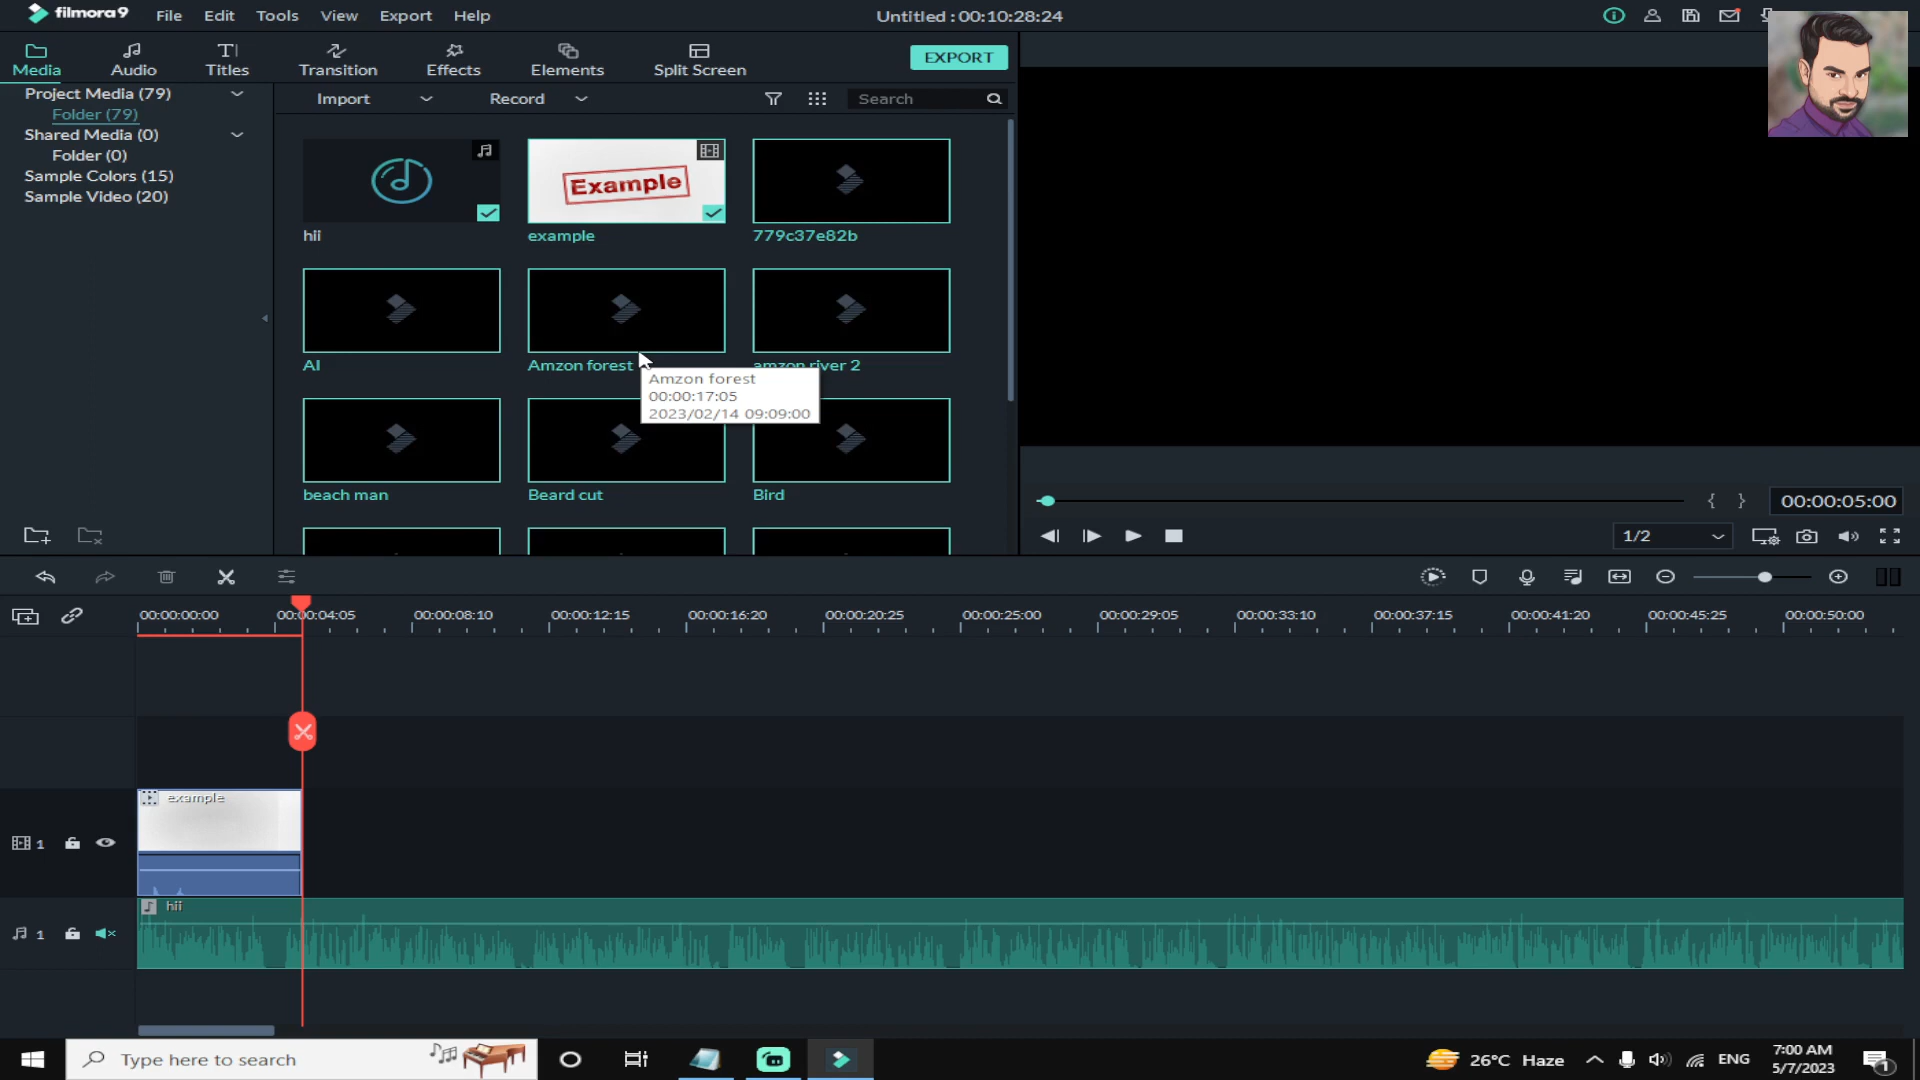 filmora9 File Edit Tools View Export Help Untitled : 00:10:28:24
Media Audio Titles Transition Effects Elements Split Screen EXPORT
Project Media (79)
Folder (79)
Shared Media (0)
Folder (0)
Sample Colors (15)
Sample Video (20)
Import Record Search
Example
hii example 779c37e82b
AI Amzon forest amzon river 2
Amzon forest
00:00:17:05
2023/02/14 09:09:00
beach man Beard cut Bird
{ } 00:00:05:00
1/2
00:00:00:00 00:00:04:05 00:00:08:10 00:00:12:15 00:00:16:20 00:00:20:25 00:00:25:00 00:00:29:05 00:00:33:10 00:00:37:15 00:00:41:20 00:00:45:25 00:00:50:00
example
1
hii
1
Type here to search 26°C Haze ENG 7:00 AM
5/7/2023
1